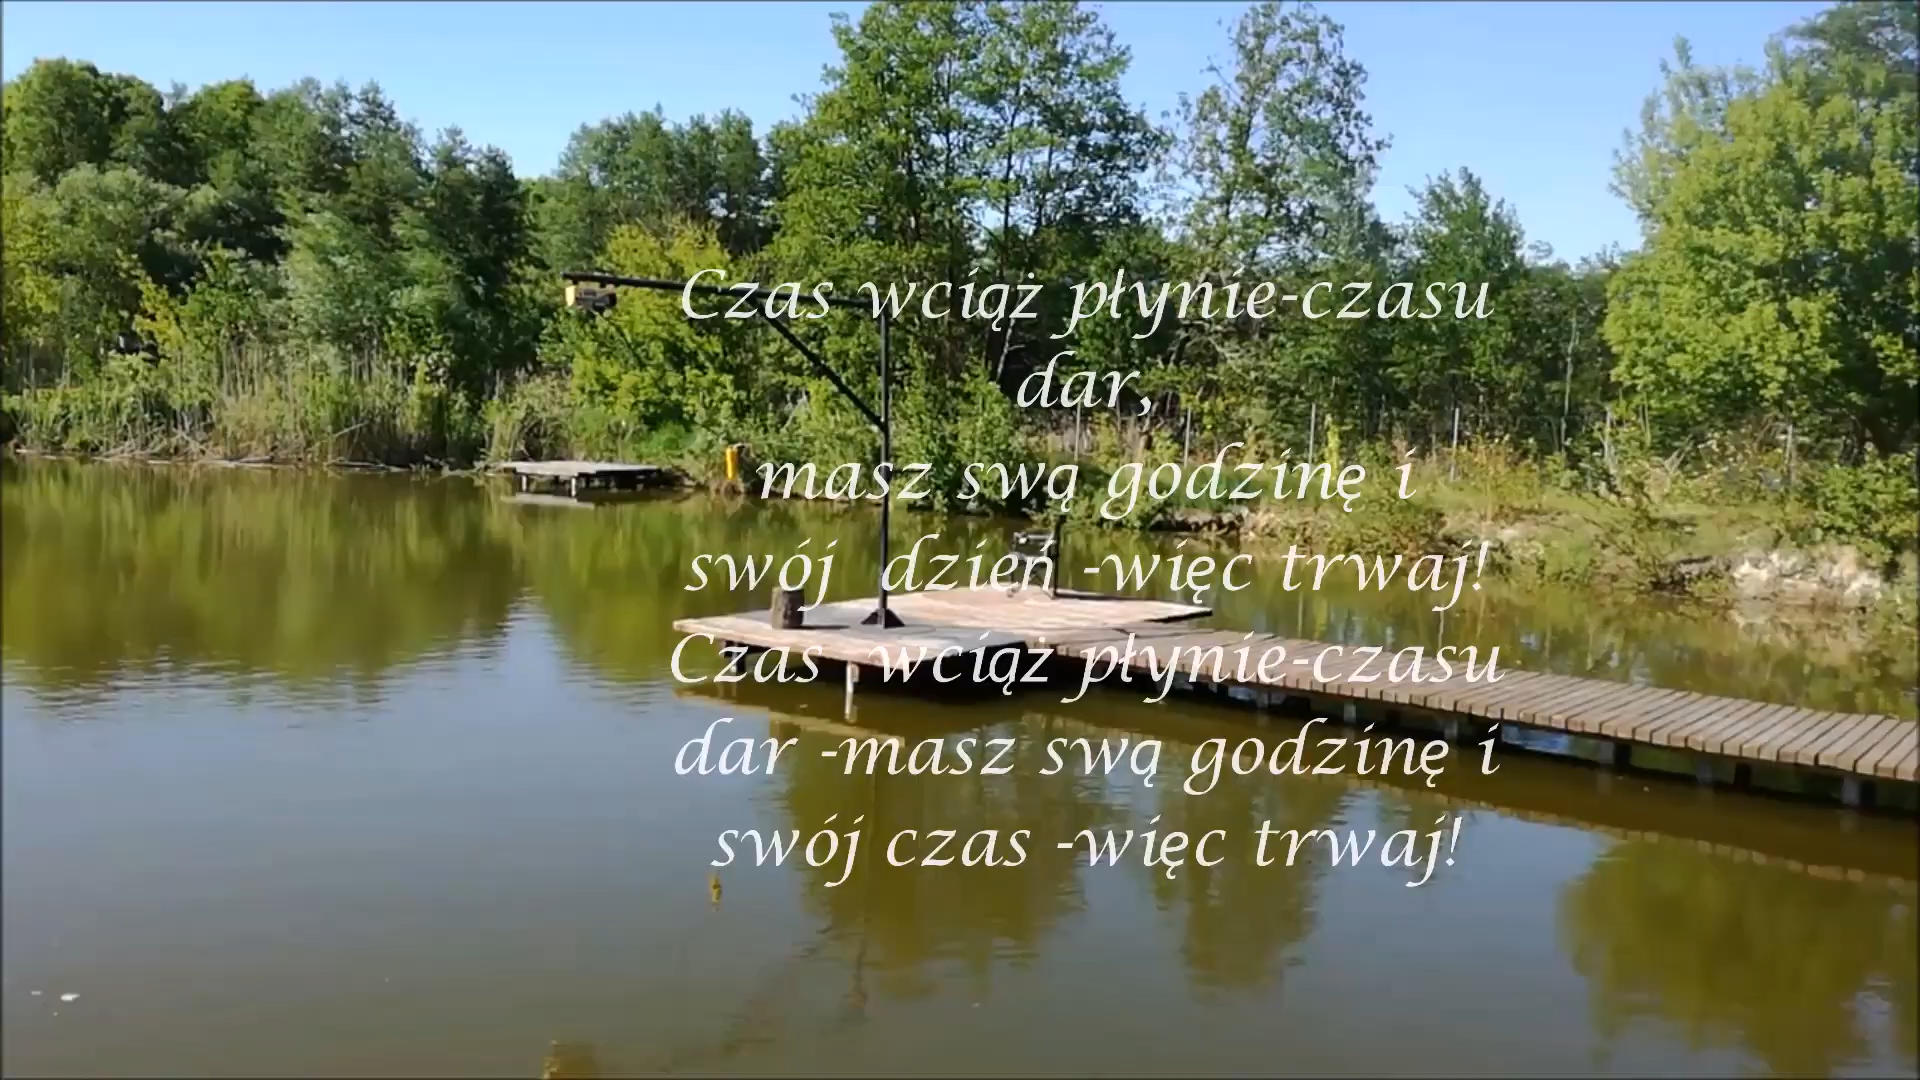 Czas wciąż płynie-czasu
dar,
masz swą godzinę i
swój dzień -więc trwaj!
Czas wciąż płynie-czasu
dar -masz swą godzinę i
swój czas -więc trwaj!